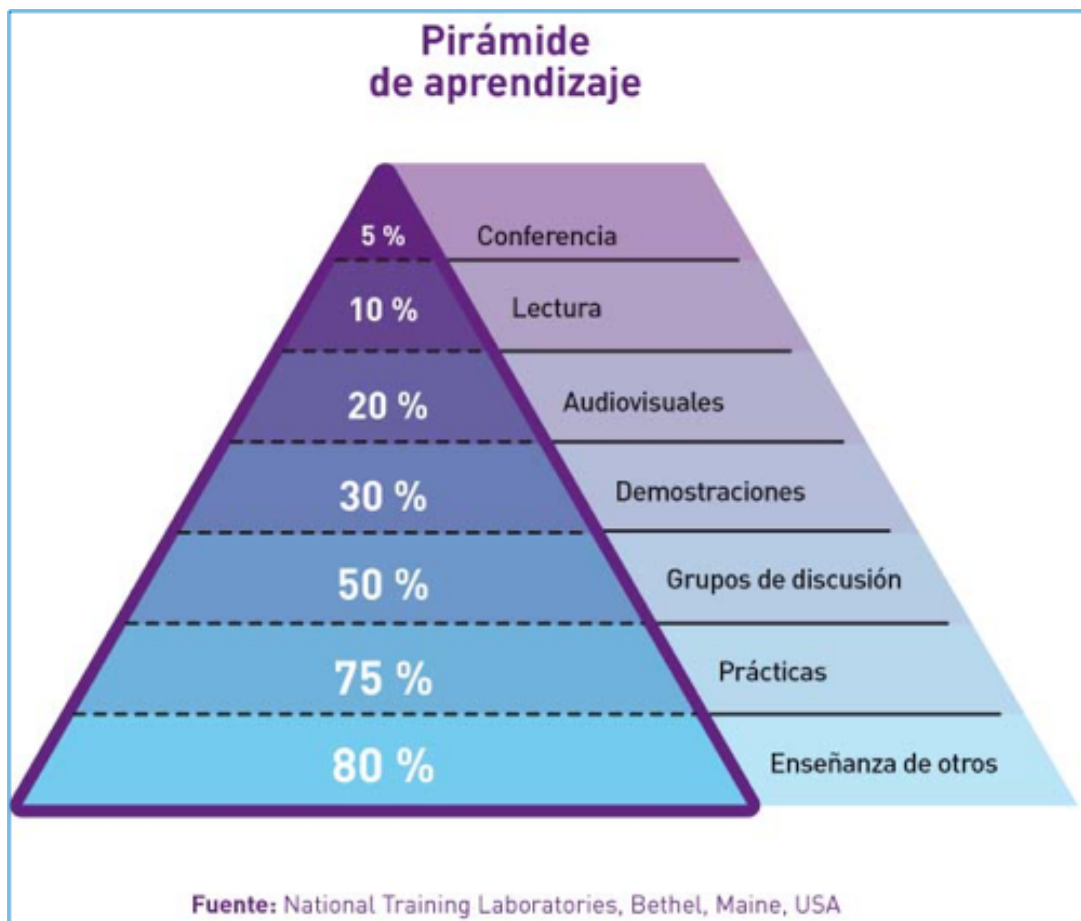 Pirámide
de aprendizaje
5 % Conferencia
10 % Lectura
20 % Audiovisuales
30 % Demostraciones
50 % Grupos de discusión
75 % Prácticas
80 % Enseñanza de otros
Fuente: National Training Laboratories, Bethel, Maine, USA